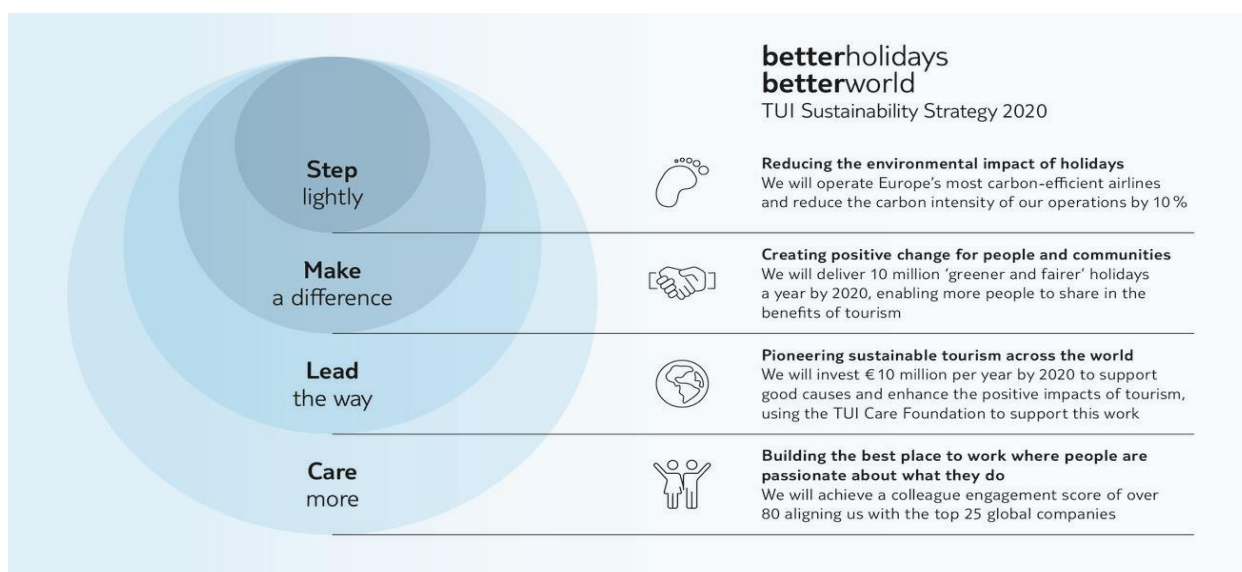 betterholidays
betterworld
TUI Sustainability Strategy 2020
Step
lightly
Reducing the environmental impact of holidays
We will operate Europe’s most carbon-efficient airlines
and reduce the carbon intensity of our operations by 10 %
Make
a difference
Creating positive change for people and communities
We will deliver 10 million ‘greener and fairer’ holidays
a year by 2020, enabling more people to share in the
benefits of tourism
Lead
the way
Pioneering sustainable tourism across the world
We will invest € 10 million per year by 2020 to support
good causes and enhance the positive impacts of tourism,
using the TUI Care Foundation to support this work
Care
more
Building the best place to work where people are
passionate about what they do
We will achieve a colleague engagement score of over
80 aligning us with the top 25 global companies